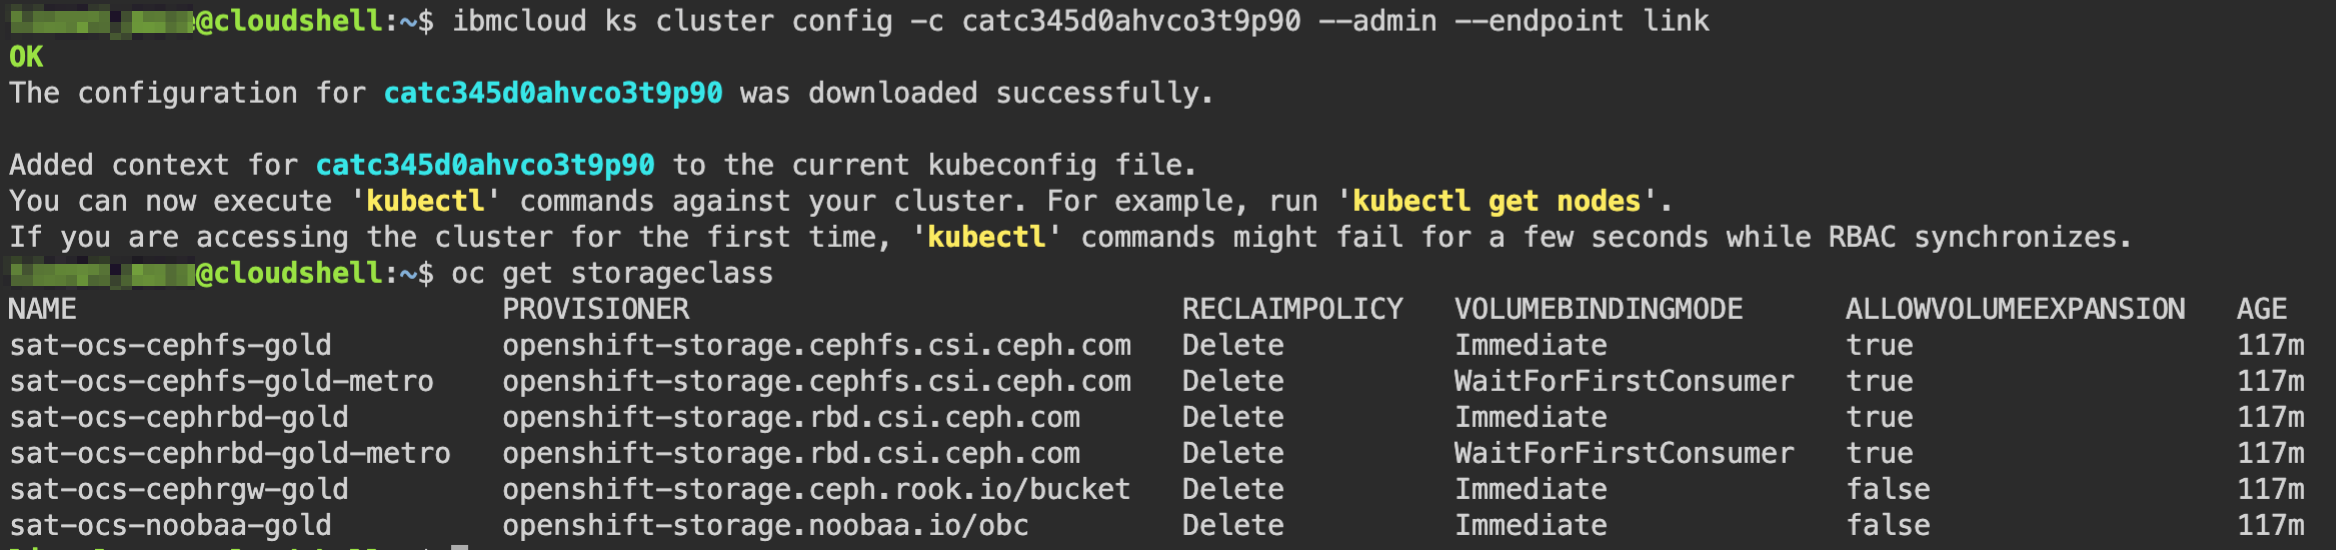 e@cloudshell:~$ ibmcloud ks cluster config -c catc345d0ahvco3t9p90 --admin --endpoint link
OK
The configuration for catc345d0ahvco3t9p90 was downloaded successfully.
Added context for catc345d0ahvco3t9p90 to the current kubeconfig file.
You can now execute 'kubectl' commands against your cluster. For example, run 'kubectl get nodes'.
If you are accessing the cluster for the first time, 'kubectl' commands might fail for a few seconds while RBAC synchronizes.
@cloudshell:~$ oc get storageclass
NAME PROVISIONER RECLAIMPOLICY VOLUMEBINDINGMODE ALLOWVOLUMEEXPANSION AGE
sat-ocs-cephfs-gold openshift-storage.cephfs.csi.ceph.com Delete Immediate true 117m
sat-ocs-cephfs-gold-metro openshift-storage.cephfs.csi.ceph.com Delete WaitForFirstConsumer true 117m
sat-ocs-cephrbd-gold openshift-storage.rbd.csi.ceph.com Delete Immediate true 117m
sat-ocs-cephrbd-gold-metro openshift-storage.rbd.csi.ceph.com Delete WaitForFirstConsumer true 117m
sat-ocs-cephrgw-gold openshift-storage.ceph.rook.io/bucket Delete Immediate false 117m
sat-ocs-noobaa-gold openshift-storage.noobaa.io/obc Delete Immediate false 117m